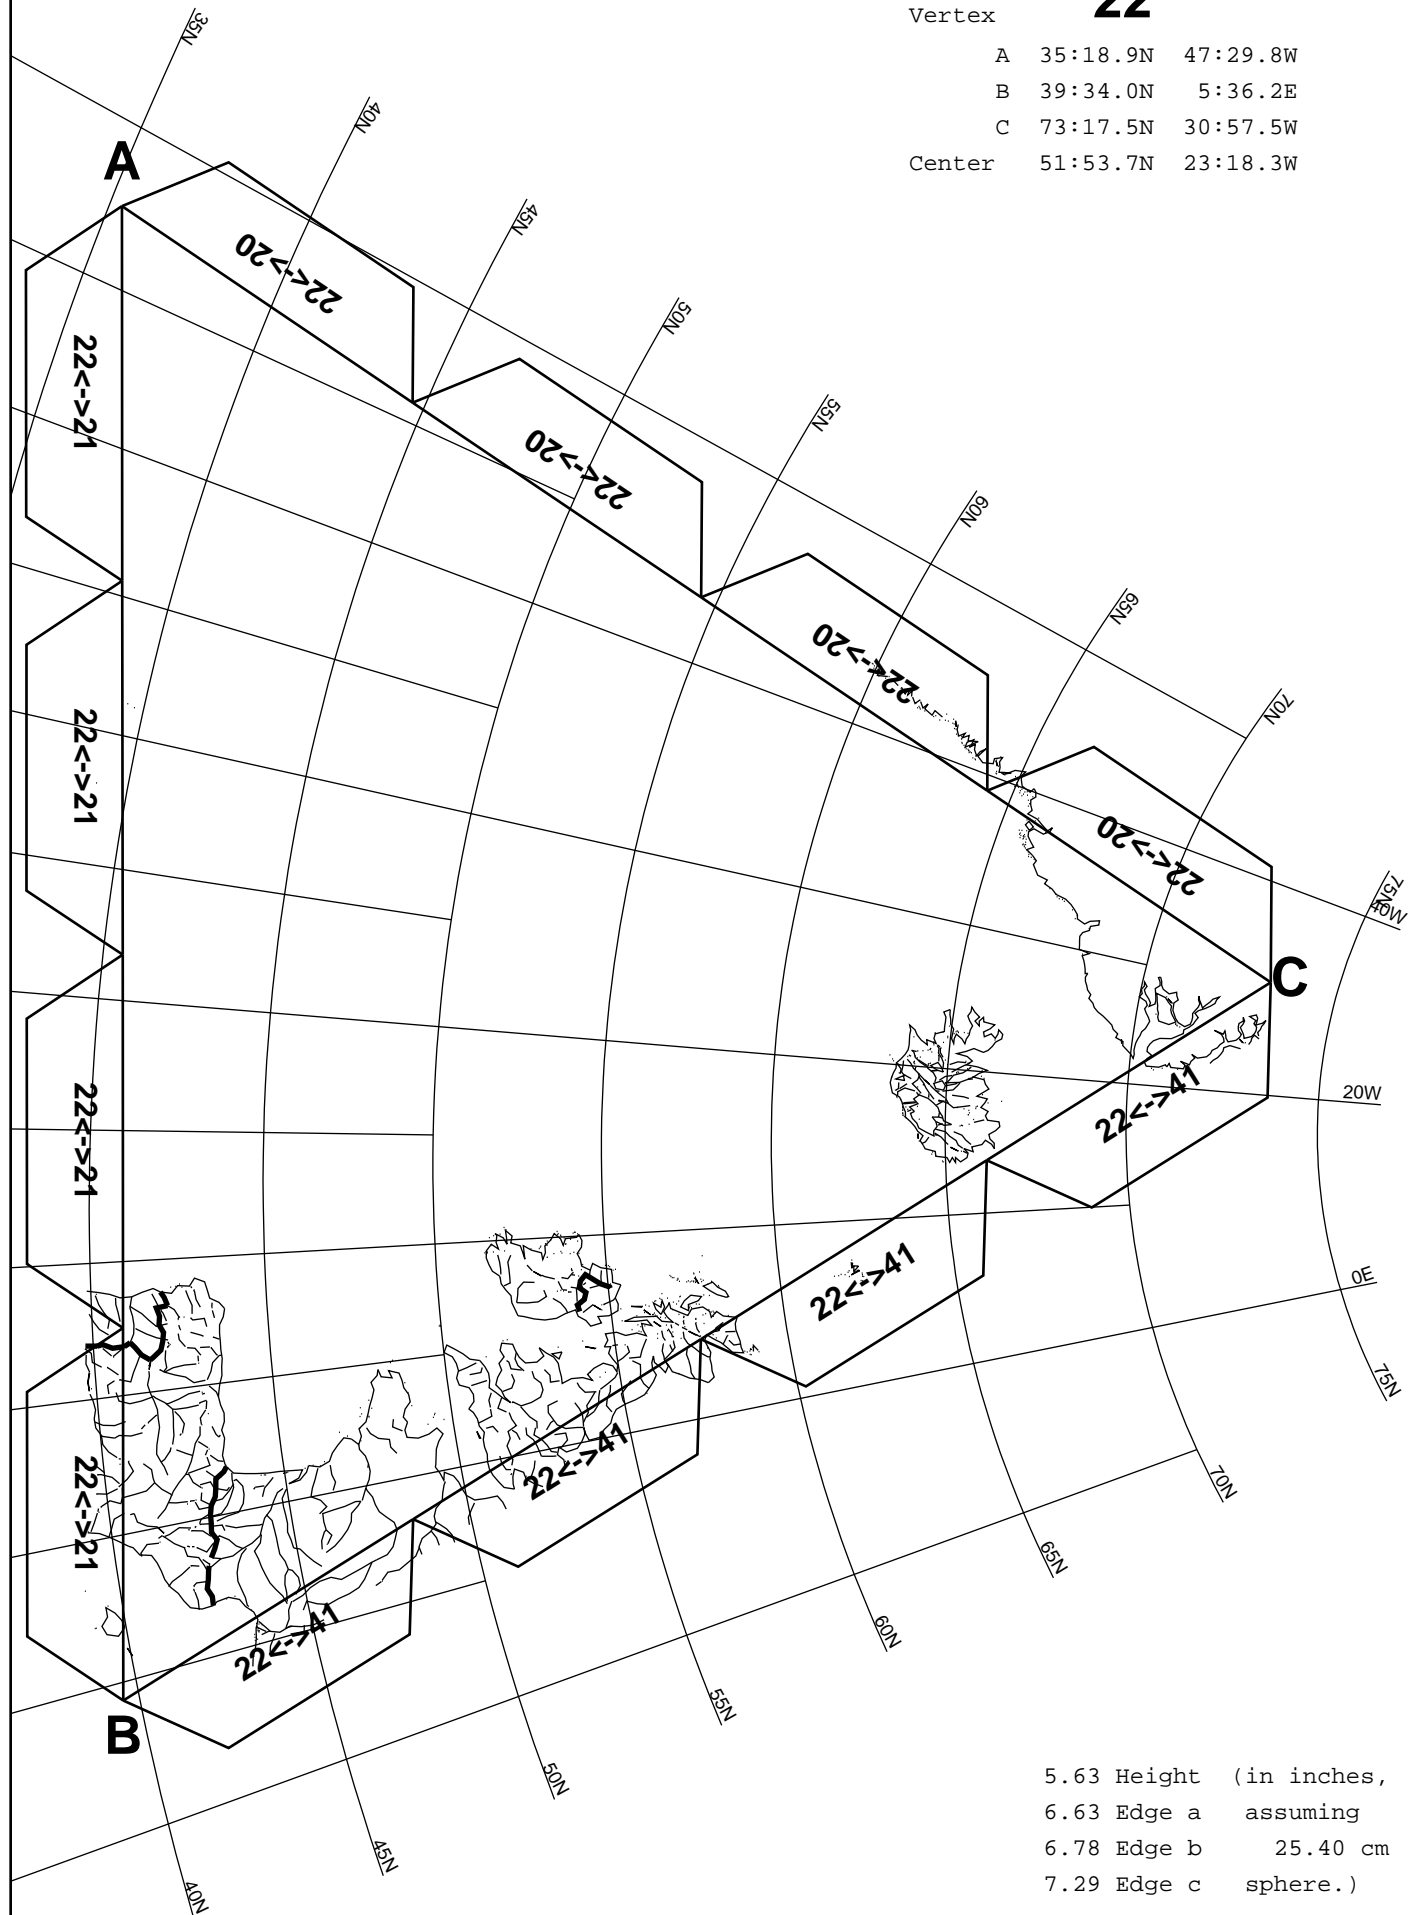 Vertex 22
A 35:18.9N 47:29.8W
B 39:34.0N 5:36.2E
C 73:17.5N 30:57.5W
Center 51:53.7N 23:18.3W
35N
40N
45N
50N
55N
60N
65N
70N
75N
40W
A
22<->20
22<->20
22<->20
22<->20
22<->21
22<->21
22<->21
22<->21
C
20W
0E
75N
22<->41
22<->41
22<->41
22<->41
B
70N
65N
60N
55N
50N
45N
40N
5.63 Height (in inches,
6.63 Edge a assuming
6.78 Edge b 25.40 cm
7.29 Edge c sphere.)